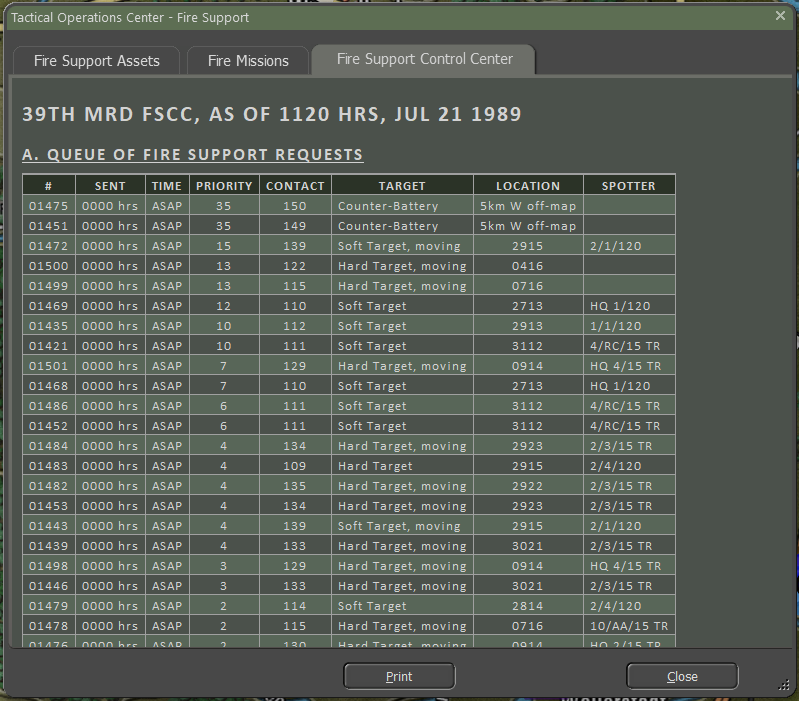 Tactical Operations Center - Fire Support
Fire Support Assets Fire Missions Fire Support Control Center
39TH MRD FSCC, AS OF 1120 HRS, JUL 21 1989
A. QUEUE OF FIRE SUPPORT REQUESTS
# SENT TIME PRIORITY CONTACT TARGET LOCATION SPOTTER
01475 0000 hrs ASAP 35 150 Counter-Battery 5km W off-map
01451 0000 hrs ASAP 35 149 Counter-Battery 5km W off-map
01472 0000 hrs ASAP 15 139 Soft Target, moving 2915 2/1/120
01500 0000 hrs ASAP 13 122 Hard Target, moving 0416
01499 0000 hrs ASAP 13 115 Hard Target, moving 0716
01469 0000 hrs ASAP 12 110 Soft Target 2713 HQ 1/120
01435 0000 hrs ASAP 10 112 Soft Target 2913 1/1/120
01421 0000 hrs ASAP 10 111 Soft Target 3112 4/RC/15 TR
01501 0000 hrs ASAP 7 129 Hard Target, moving 0914 HQ 4/15 TR
01468 0000 hrs ASAP 7 110 Soft Target 2713 HQ 1/120
01486 0000 hrs ASAP 6 111 Soft Target 3112 4/RC/15 TR
01452 0000 hrs ASAP 6 111 Soft Target 3112 4/RC/15 TR
01484 0000 hrs ASAP 4 134 Hard Target, moving 2923 2/3/15 TR
01483 0000 hrs ASAP 4 109 Hard Target 2915 2/4/120
01482 0000 hrs ASAP 4 135 Hard Target, moving 2922 2/3/15 TR
01453 0000 hrs ASAP 4 134 Hard Target, moving 2923 2/3/15 TR
01443 0000 hrs ASAP 4 139 Soft Target, moving 2915 2/1/120
01439 0000 hrs ASAP 4 133 Hard Target, moving 3021 2/3/15 TR
01498 0000 hrs ASAP 3 129 Hard Target, moving 0914 HQ 4/15 TR
01446 0000 hrs ASAP 3 133 Hard Target, moving 3021 2/3/15 TR
01479 0000 hrs ASAP 2 114 Soft Target 2814 2/4/120
01478 0000 hrs ASAP 2 115 Hard Target, moving 0716 10/AA/15 TR
01476 0000 hrs ASAP 2 130 Hard Target, moving 0914 HQ 2/15 TR
Print Close